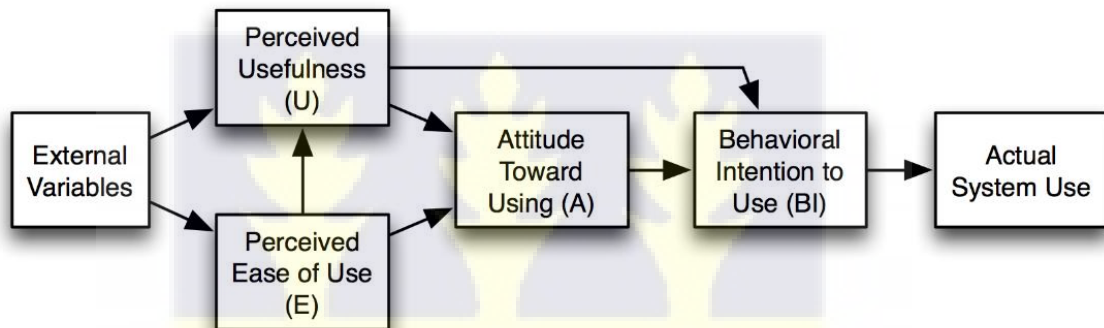 External
Variables
Perceived
Usefulness
(U)
Perceived
Ease of Use
(E)
Attitude
Toward
Using (A)
Behavioral
Intention to
Use (BI)
Actual
System Use